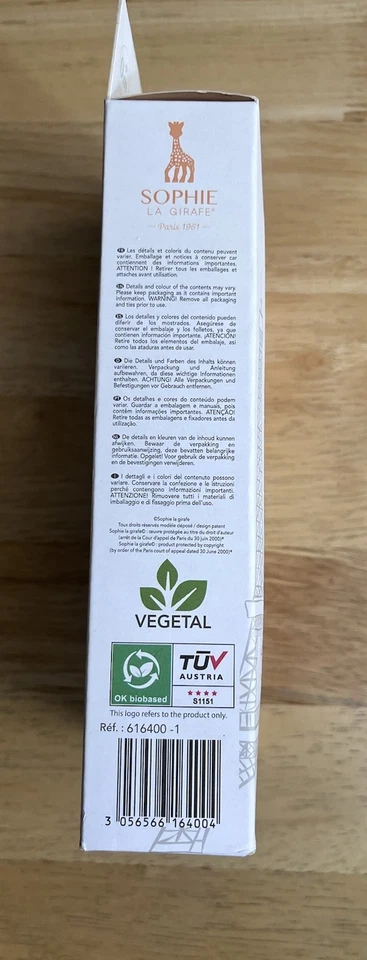 SOPHIE
LA GIRAFE®
Paris 1961
FR Les détails et coloris du contenu peuvent
varier. Emballage et notices à conserver car
contiennent des informations importantes.
ATTENTION ! Retirer tous les emballages et
attaches avant utilisation.
EN Details and colour of the contents may vary.
Please keep packaging as it contains important
information. WARNING! Remove all packaging
and ties prior to use.
ES Los detalles y colores del contenido pueden
diferir de los mostrados. Asegúrese de
conservar el embalaje y los folletos, ya que
contienen información importante. ¡ATENCIÓN!
Retire todos los elementos del embalaje, así
como las ataduras antes de usar.
D Die Details und Farben des Inhalts können
variieren. Verpackung und Anleitung
aufbewahren, da diese wichtige Informationen
enthalten. ACHTUNG! Alle Verpackungen und
Befestigungen vor Gebrauch entfernen.
PT Os detalhes e cores do conteúdo podem
variar. Guardar a embalagem e manuais, pois
contém informações importantes. ATENÇÃO!
Retire todas as embalagens e fixadores antes da
utilização.
NL De details en kleuren van de inhoud kunnen
afwijken. Bewaar de verpakking en
gebruiksaanwijzing, deze bevatten belangrijke
informatie. Opgelet! Voor gebruik de verpakking
en de bevestigingen verwijderen.
I I dettagli e i colori del contenuto possono
variare. Conservare la confezione e le istruzioni
perché contengono informazioni importanti.
ATTENZIONE! Rimuovere tutti i materiali di
imballaggio e di fissaggio prima dell'uso.
©Sophie la girafe
Tous droits réservés modèle déposé / design patent
Sophie la girafe© : œuvre protégée au titre du droit d'auteur
(arrêt de la Cour d'appel de Paris du 30 juin 2000)*
Sophie la girafe© : product protected by copyright
(by order of the Paris court of appeal dated 30 June 2000)*
VEGETAL
OK biobased
TÜV
AUSTRIA
S1151
This logo refers to the product only.
Réf. : 616400 -1
3 056566 164004